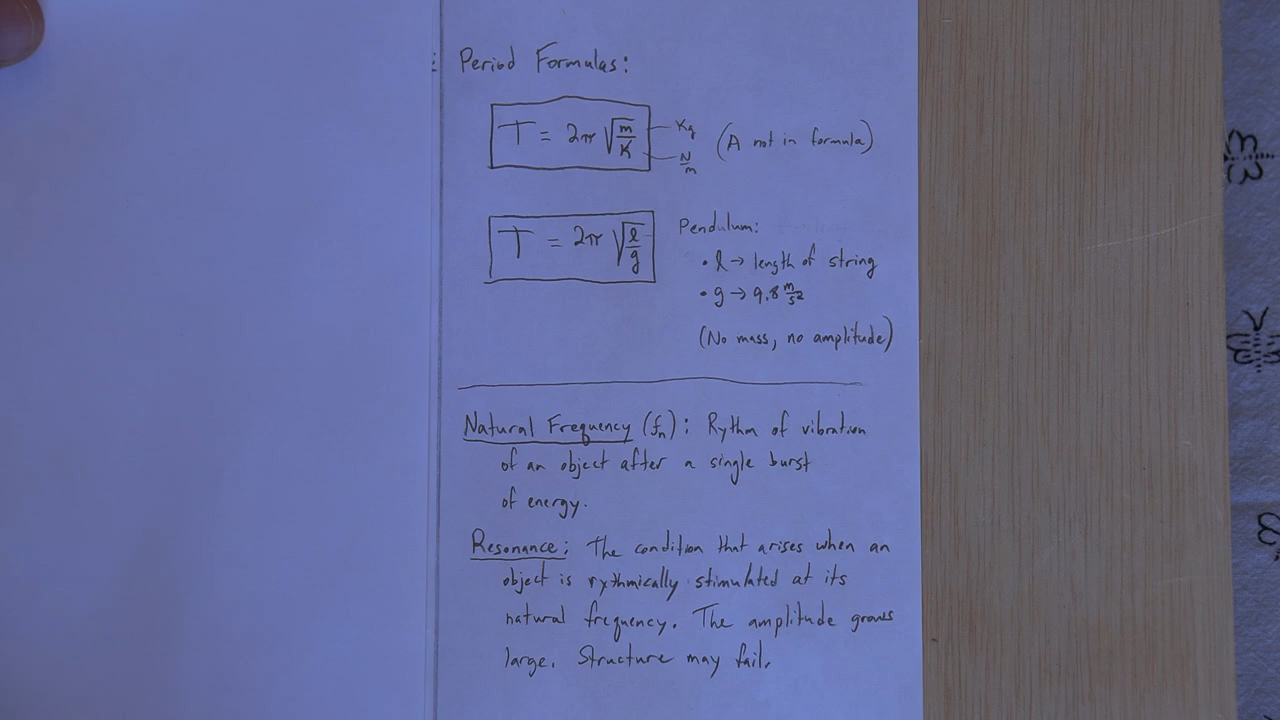 Period Formulas:
T = 2π √(m/K) — Kg — N/m (A not in formula)
T = 2π √(l/g)
Pendulum:
• l → length of string
• g → 9.8 m/s²
(No mass, no amplitude)
Natural Frequency (fn): Rythm of vibration
of an object after a single burst
of energy.
Resonance: The condition that arises when an
object is rythmically stimulated at its
natural frequency. The amplitude grows
large. Structure may fail.